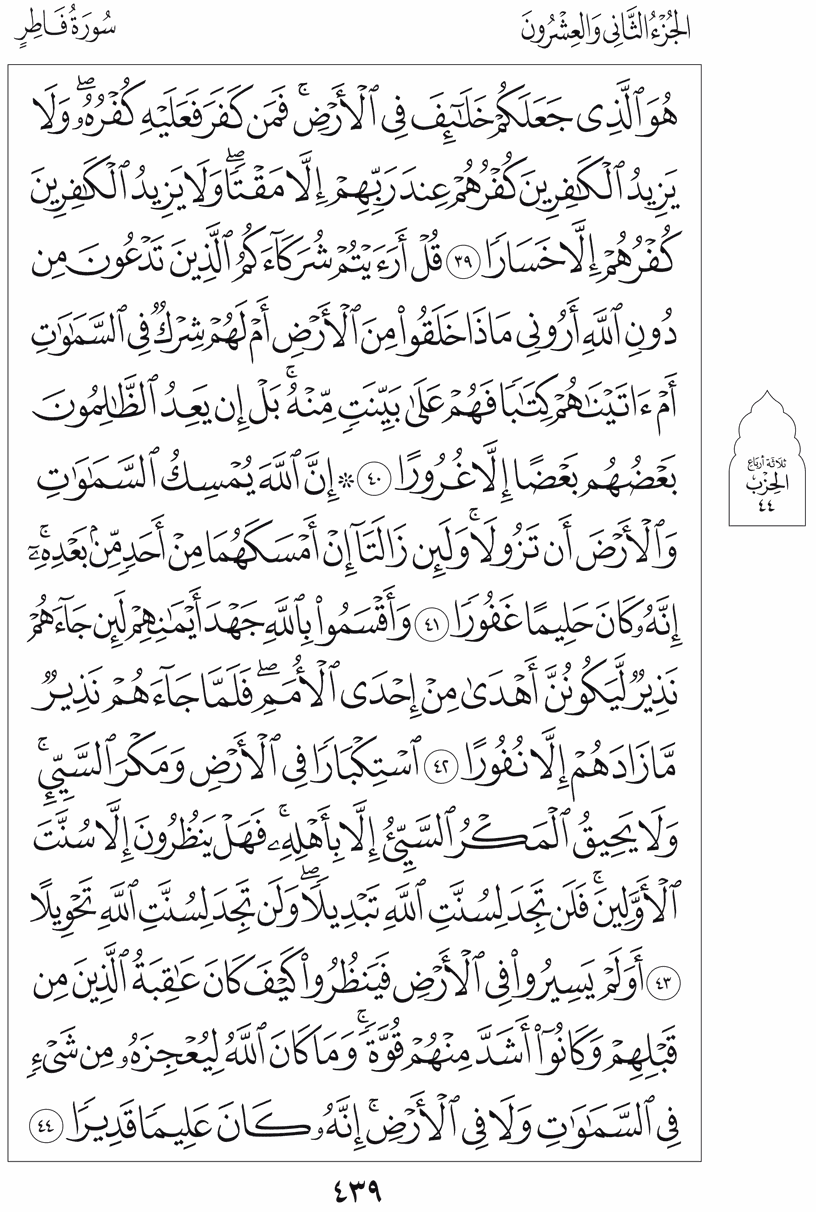 الجُزْءُ الثَّانِي وَالعِشْرُونَ
سُورَةُ فَاطِرٍ
هُوَ ٱلَّذِى جَعَلَكُمْ خَلَٰٓئِفَ فِى ٱلْأَرْضِۚ فَمَن كَفَرَ فَعَلَيْهِ كُفْرُهُۥۖ وَلَا
يَزِيدُ ٱلْكَٰفِرِينَ كُفْرُهُمْ عِندَ رَبِّهِمْ إِلَّا مَقْتًاۖ وَلَا يَزِيدُ ٱلْكَٰفِرِينَ
كُفْرُهُمْ إِلَّا خَسَارًا ٣٩ قُلْ أَرَءَيْتُمْ شُرَكَآءَكُمُ ٱلَّذِينَ تَدْعُونَ مِن
دُونِ ٱللَّهِ أَرُونِى مَاذَا خَلَقُوا۟ مِنَ ٱلْأَرْضِ أَمْ لَهُمْ شِرْكٌ فِى ٱلسَّمَٰوَٰتِ
أَمْ ءَاتَيْنَٰهُمْ كِتَٰبًا فَهُمْ عَلَىٰ بَيِّنَتٍ مِّنْهُۚ بَلْ إِن يَعِدُ ٱلظَّٰلِمُونَ
بَعْضُهُم بَعْضًا إِلَّا غُرُورًا ٤٠ ۞ إِنَّ ٱللَّهَ يُمْسِكُ ٱلسَّمَٰوَٰتِ
وَٱلْأَرْضَ أَن تَزُولَاۚ وَلَئِن زَالَتَآ إِنْ أَمْسَكَهُمَا مِنْ أَحَدٍ مِّنۢ بَعْدِهِۦٓۚ
إِنَّهُۥ كَانَ حَلِيمًا غَفُورًا ٤١ وَأَقْسَمُوا۟ بِٱللَّهِ جَهْدَ أَيْمَٰنِهِمْ لَئِن جَآءَهُمْ
نَذِيرٌ لَّيَكُونُنَّ أَهْدَىٰ مِنْ إِحْدَى ٱلْأُمَمِۖ فَلَمَّا جَآءَهُمْ نَذِيرٌ
مَّا زَادَهُمْ إِلَّا نُفُورًا ٤٢ ٱسْتِكْبَارًا فِى ٱلْأَرْضِ وَمَكْرَ ٱلسَّيِّئِۚ
وَلَا يَحِيقُ ٱلْمَكْرُ ٱلسَّيِّئُ إِلَّا بِأَهْلِهِۦۚ فَهَلْ يَنظُرُونَ إِلَّا سُنَّتَ
ٱلْأَوَّلِينَۚ فَلَن تَجِدَ لِسُنَّتِ ٱللَّهِ تَبْدِيلًاۖ وَلَن تَجِدَ لِسُنَّتِ ٱللَّهِ تَحْوِيلًا
٤٣ أَوَلَمْ يَسِيرُوا۟ فِى ٱلْأَرْضِ فَيَنظُرُوا۟ كَيْفَ كَانَ عَٰقِبَةُ ٱلَّذِينَ مِن
قَبْلِهِمْ وَكَانُوٓا۟ أَشَدَّ مِنْهُمْ قُوَّةًۚ وَمَا كَانَ ٱللَّهُ لِيُعْجِزَهُۥ مِن شَىْءٍ
فِى ٱلسَّمَٰوَٰتِ وَلَا فِى ٱلْأَرْضِۚ إِنَّهُۥ كَانَ عَلِيمًا قَدِيرًا ٤٤
ثلاثة أرباع
الحِزْب
٤٤
٤٣٩